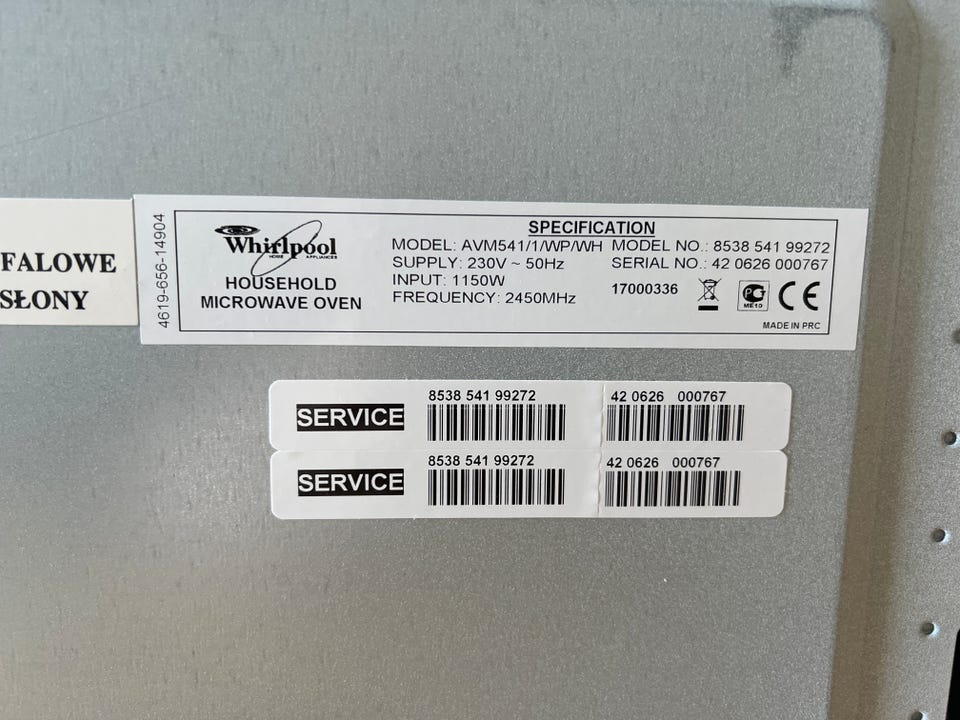 FALOWE
SŁONY
4619-656-14904
Whirlpool
HOME APPLIANCES
HOUSEHOLD
MICROWAVE OVEN
SPECIFICATION
MODEL: AVM541/1/WP/WH MODEL NO.: 8538 541 99272
SUPPLY: 230V ~ 50Hz SERIAL NO.: 42 0626 000767
INPUT: 1150W
FREQUENCY: 2450MHz
17000336
ME10
CE
MADE IN PRC
SERVICE 8538 541 99272 42 0626 000767
SERVICE 8538 541 99272 42 0626 000767